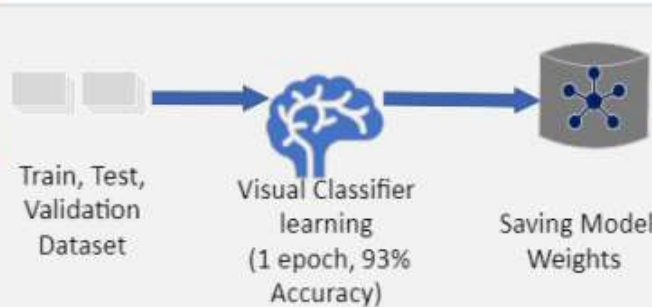 Train, Test,
Validation
Dataset
Visual Classifier
learning
(1 epoch, 93%
Accuracy)
Saving Model
Weights